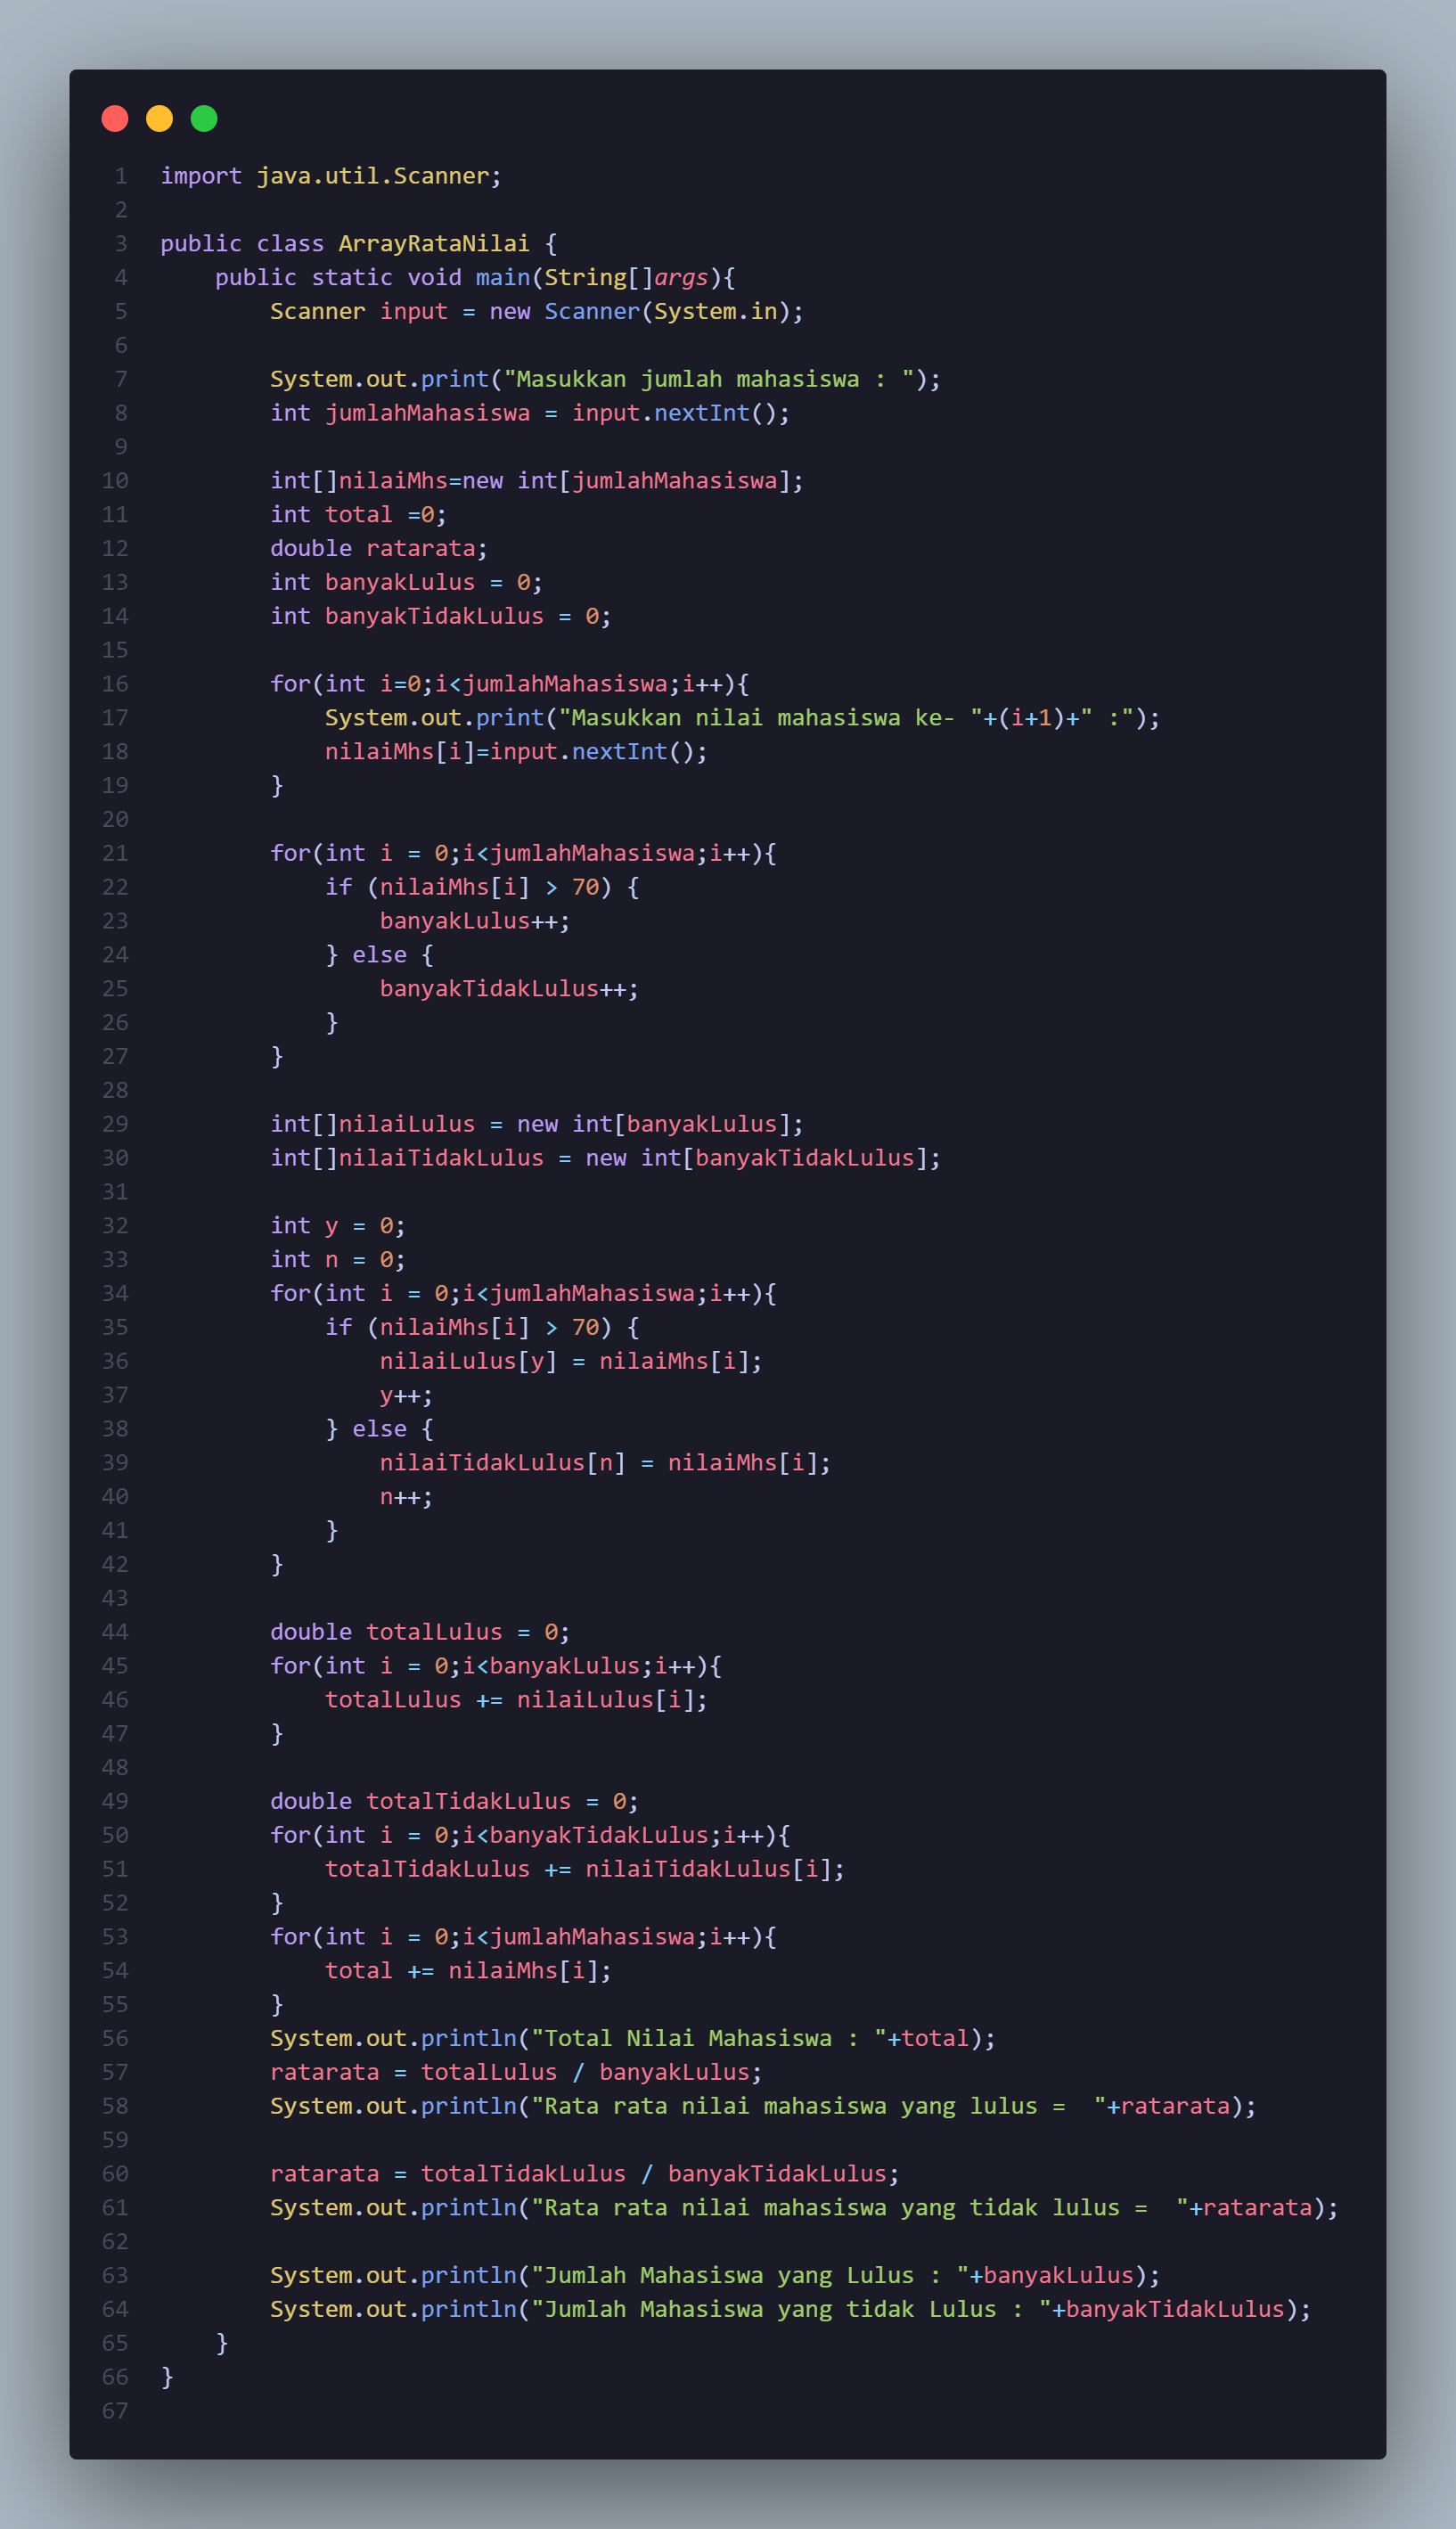 1 import java.util.Scanner;
2
3 public class ArrayRataNilai {
4     public static void main(String[]args){
5         Scanner input = new Scanner(System.in);
6
7         System.out.print("Masukkan jumlah mahasiswa : ");
8         int jumlahMahasiswa = input.nextInt();
9
10         int[]nilaiMhs=new int[jumlahMahasiswa];
11         int total =0;
12         double ratarata;
13         int banyakLulus = 0;
14         int banyakTidakLulus = 0;
15
16         for(int i=0;i<jumlahMahasiswa;i++){
17             System.out.print("Masukkan nilai mahasiswa ke- "+(i+1)+" :");
18             nilaiMhs[i]=input.nextInt();
19         }
20
21         for(int i = 0;i<jumlahMahasiswa;i++){
22             if (nilaiMhs[i] > 70) {
23                 banyakLulus++;
24             } else {
25                 banyakTidakLulus++;
26             }
27         }
28
29         int[]nilaiLulus = new int[banyakLulus];
30         int[]nilaiTidakLulus = new int[banyakTidakLulus];
31
32         int y = 0;
33         int n = 0;
34         for(int i = 0;i<jumlahMahasiswa;i++){
35             if (nilaiMhs[i] > 70) {
36                 nilaiLulus[y] = nilaiMhs[i];
37                 y++;
38             } else {
39                 nilaiTidakLulus[n] = nilaiMhs[i];
40                 n++;
41             }
42         }
43
44         double totalLulus = 0;
45         for(int i = 0;i<banyakLulus;i++){
46             totalLulus += nilaiLulus[i];
47         }
48
49         double totalTidakLulus = 0;
50         for(int i = 0;i<banyakTidakLulus;i++){
51             totalTidakLulus += nilaiTidakLulus[i];
52         }
53         for(int i = 0;i<jumlahMahasiswa;i++){
54             total += nilaiMhs[i];
55         }
56         System.out.println("Total Nilai Mahasiswa : "+total);
57         ratarata = totalLulus / banyakLulus;
58         System.out.println("Rata rata nilai mahasiswa yang lulus =  "+ratarata);
59
60         ratarata = totalTidakLulus / banyakTidakLulus;
61         System.out.println("Rata rata nilai mahasiswa yang tidak lulus =  "+ratarata);
62
63         System.out.println("Jumlah Mahasiswa yang Lulus : "+banyakLulus);
64         System.out.println("Jumlah Mahasiswa yang tidak Lulus : "+banyakTidakLulus);
65     }
66 }
67